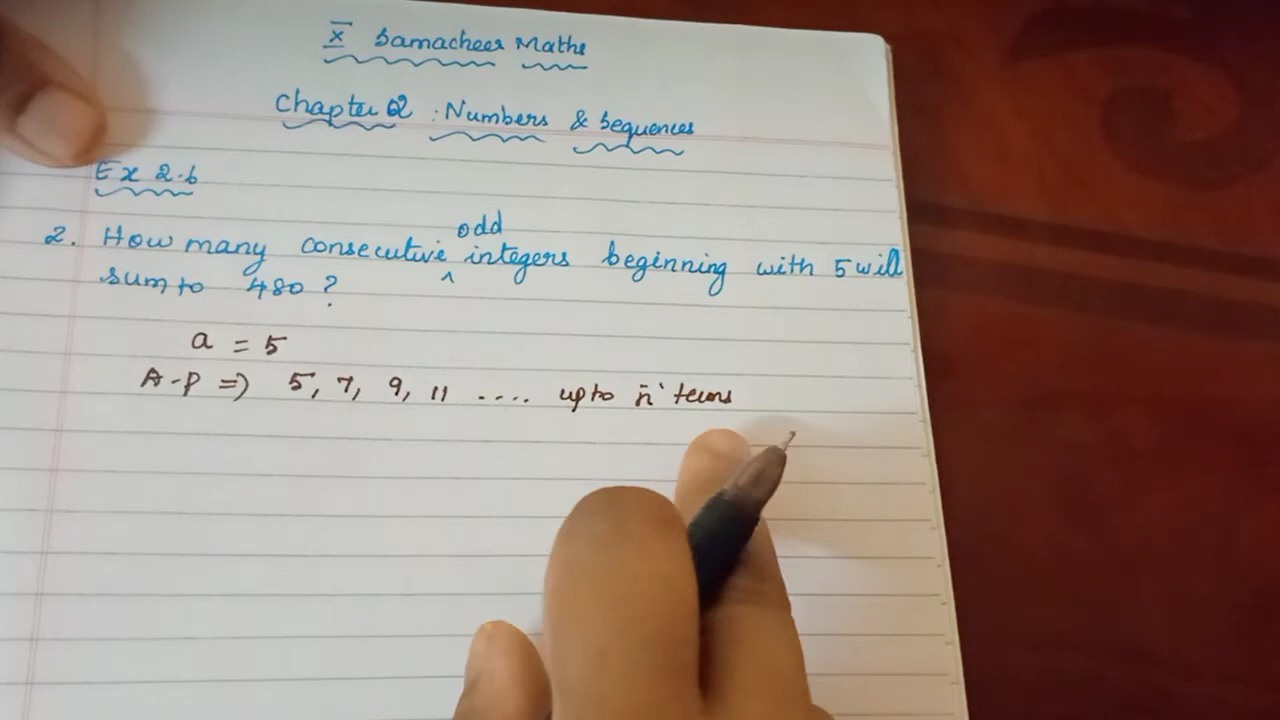 X Samacheer Maths
Chapter 02 : Numbers & Sequences
Ex 2.6
2. How many consecutive ^ odd integers beginning with 5 will
sum to 480 ?
a = 5
A.P => 5, 7, 9, 11 .... upto 'n' terms